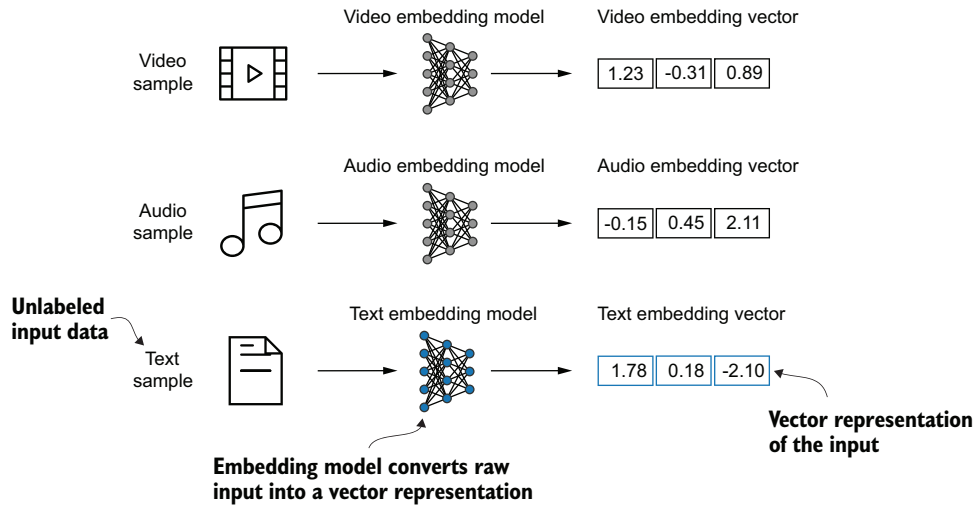 Video embedding model
Video embedding vector
Video
sample
1.23 -0.31 0.89
Audio embedding model
Audio embedding vector
Audio
sample
-0.15 0.45 2.11
Unlabeled
input data
Text embedding model
Text embedding vector
Text
sample
1.78 0.18 -2.10
Vector representation
of the input
Embedding model converts raw
input into a vector representation